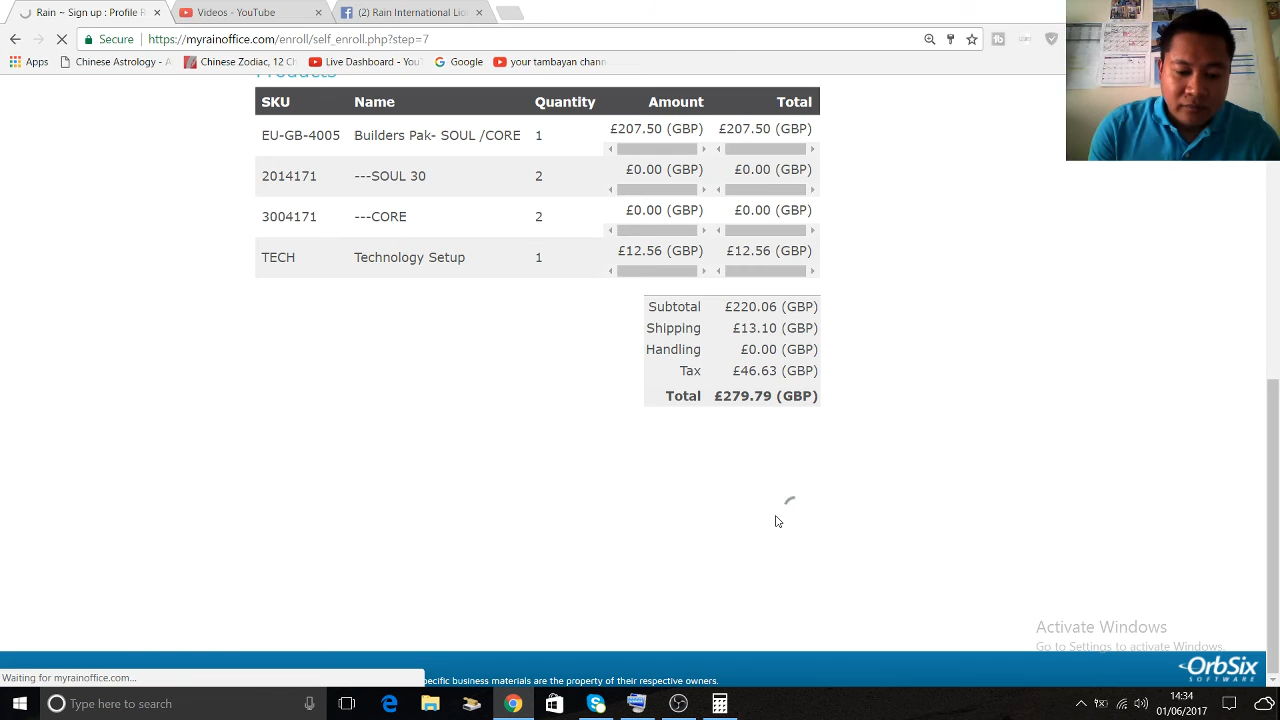 Rain ~ Sign up : Profile R
Videos - YouTube
(2) Rain International Lio
Secure https://myrainoffice.com/enroll/self_enroll.php?step=7
Apps Chinese Astrology - A Chinese Zodiac, 12 C Live Dashboard - YouT Google your tambayan chann
Products
SKU Name Quantity Amount Total
EU-GB-4005 Builders Pak- SOUL /CORE 1 £207.50 (GBP) £207.50 (GBP)
2014171 ---SOUL 30 2 £0.00 (GBP) £0.00 (GBP)
3004171 ---CORE 2 £0.00 (GBP) £0.00 (GBP)
TECH Technology Setup 1 £12.56 (GBP) £12.56 (GBP)
Subtotal £220.06 (GBP)
Shipping £13.10 (GBP)
Handling £0.00 (GBP)
Tax £46.63 (GBP)
Total £279.79 (GBP)
Activate Windows
Go to Settings to activate Windows.
OrbSix
SOFTWARE
Waiting for myrainoffice.com...
specific business materials are the property of their respective owners.
Type here to search
14:34
01/06/2017